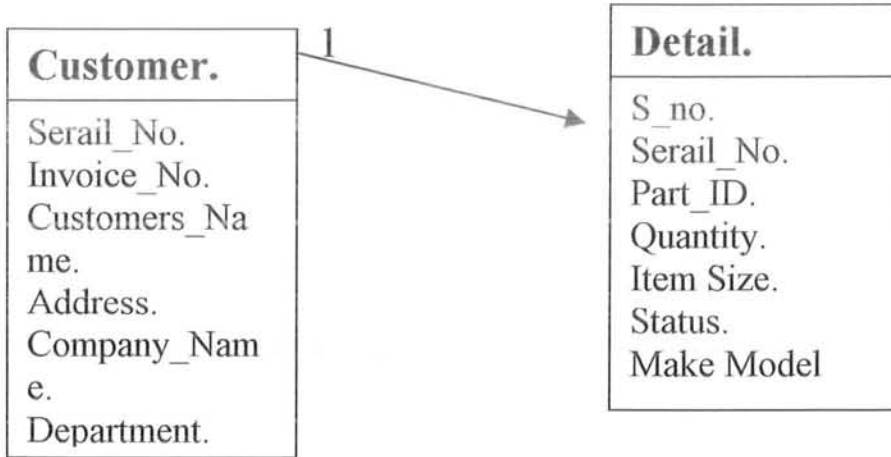 Customer.
Serail_No.
Invoice_No.
Customers_Na
me.
Address.
Company_Nam
e.
Department.
1
Detail.
S_no.
Serail_No.
Part_ID.
Quantity.
Item Size.
Status.
Make Model